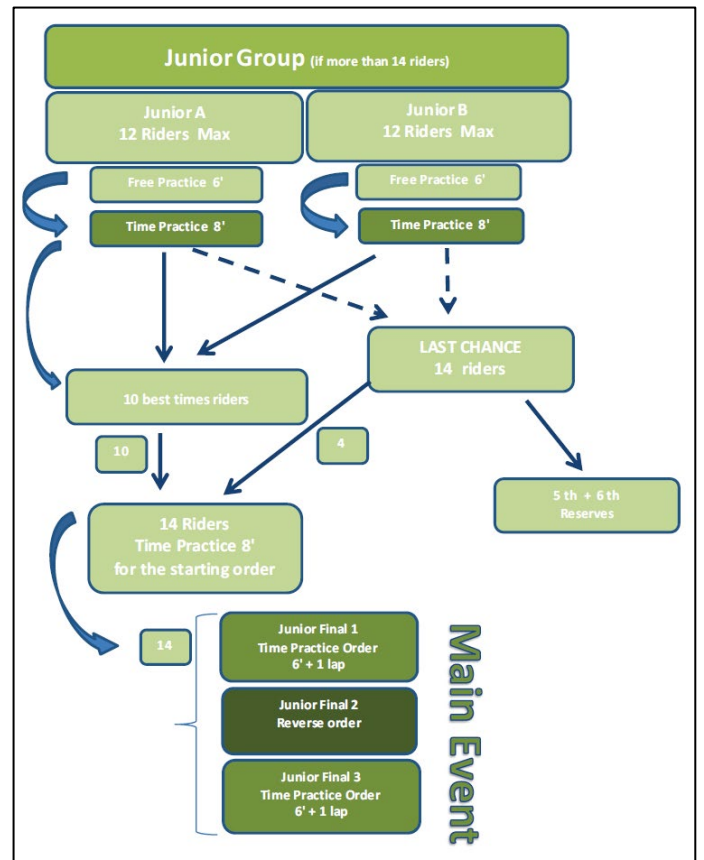 Junior Group (if more than 14 riders)
Junior A
12 Riders Max
Junior B
12 Riders Max
Free Practice 6'
Free Practice 6'
Time Practice 8'
Time Practice 8'
LAST CHANCE
14 riders
10 best times riders
10
4
5 th + 6 th
Reserves
14 Riders
Time Practice 8'
for the starting order
14
Junior Final 1
Time Practice Order
6' + 1 lap
Junior Final 2
Reverse order
Junior Final 3
Time Practice Order
6' + 1 lap
Main Event